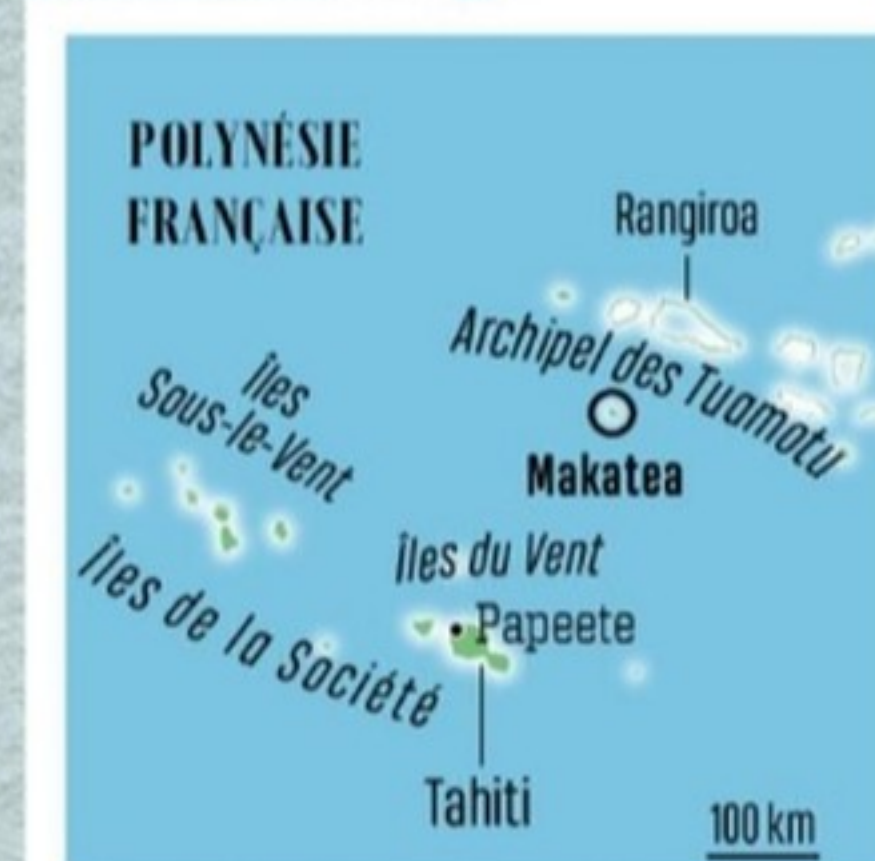 POLYNÉSIE
FRANÇAISE
Rangiroa
Archipel des Tuamotu
Îles
Sous-le-Vent
Makatea
Îles du Vent
Îles de la Société
Papeete
Tahiti
100 km